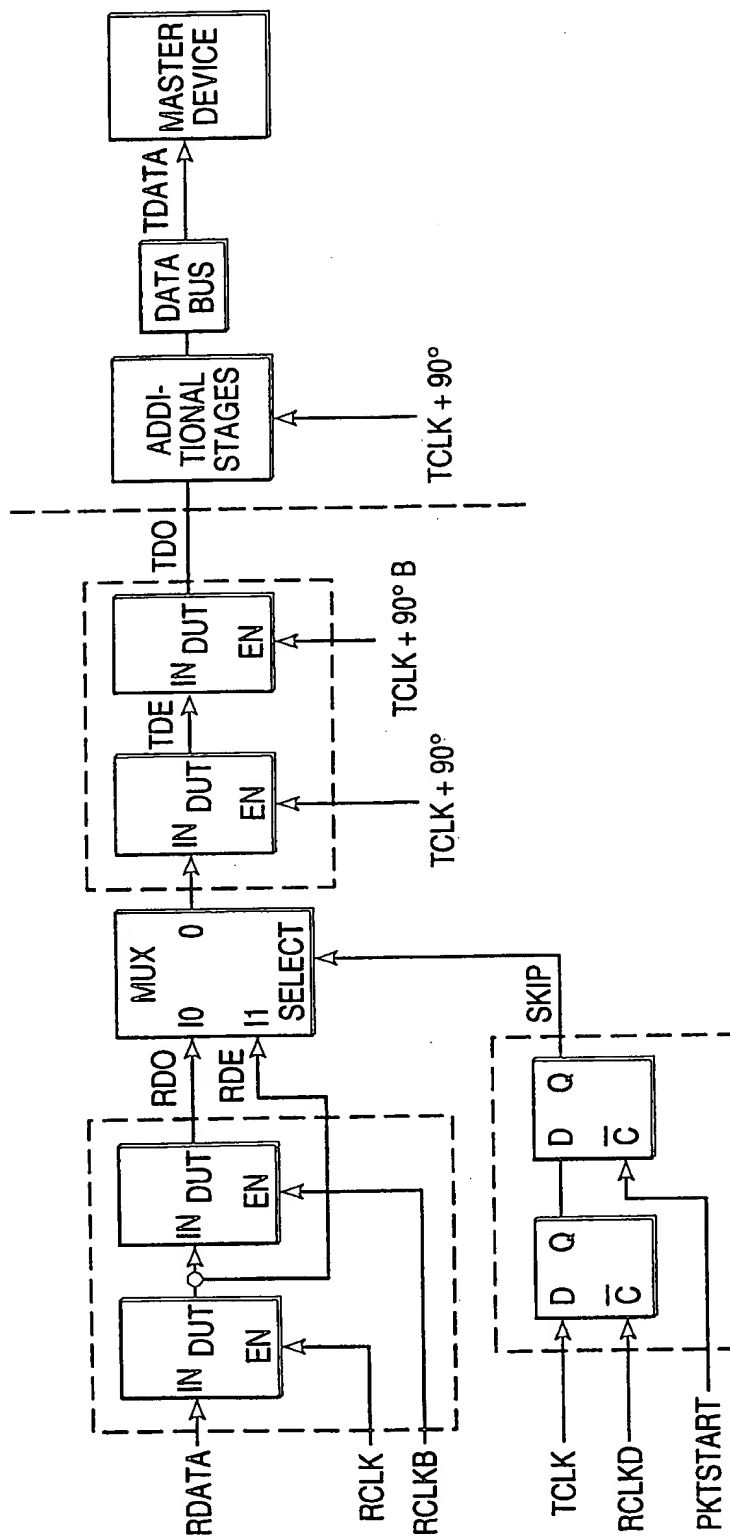 RDATA
IN
DUT
EN
IN
DUT
EN
RCLK
RCLKB
RDO
RDE
MUX
I0
0
I1
SELECT
IN
DUT
EN
TDE
IN
DUT
EN
TDO
TCLK + 90°
TCLK + 90° B
ADDI-
TIONAL
STAGES
TCLK + 90°
DATA
BUS
TDATA
MASTER
DEVICE
TCLK
RCLKD
PKTSTART
D Q
C̅
D Q
C̅
SKIP